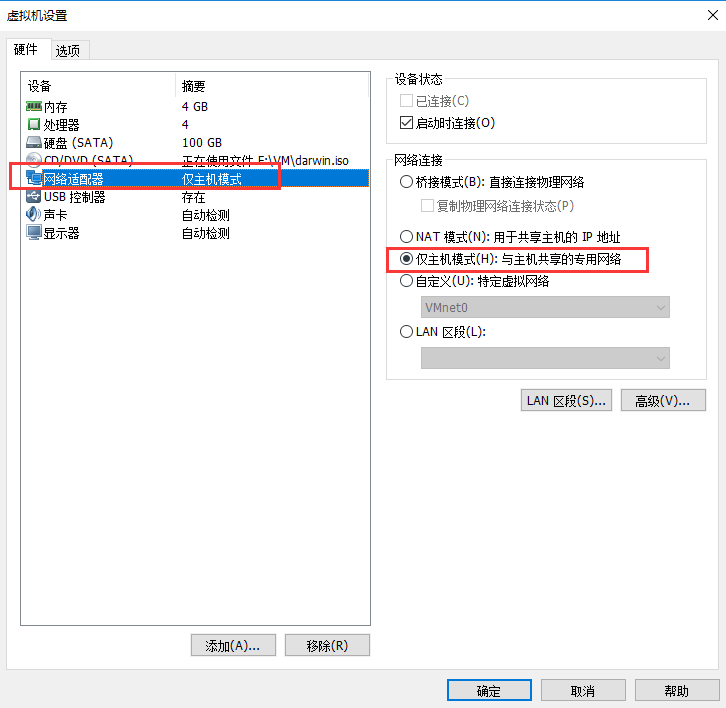 虚拟机设置
硬件 选项
设备 摘要
内存 4 GB
处理器 4
硬盘 (SATA) 100 GB
CD/DVD (SATA) 正在使用文件 F:\VM\darwin.iso
网络适配器 仅主机模式
USB 控制器 存在
声卡 自动检测
显示器 自动检测
添加(A)... 移除(R)
设备状态
已连接(C)
启动时连接(O)
网络连接
桥接模式(B): 直接连接物理网络
复制物理网络连接状态(P)
NAT 模式(N): 用于共享主机的 IP 地址
仅主机模式(H): 与主机共享的专用网络
自定义(U): 特定虚拟网络
VMnet0
LAN 区段(L):
LAN 区段(S)... 高级(V)...
确定 取消 帮助